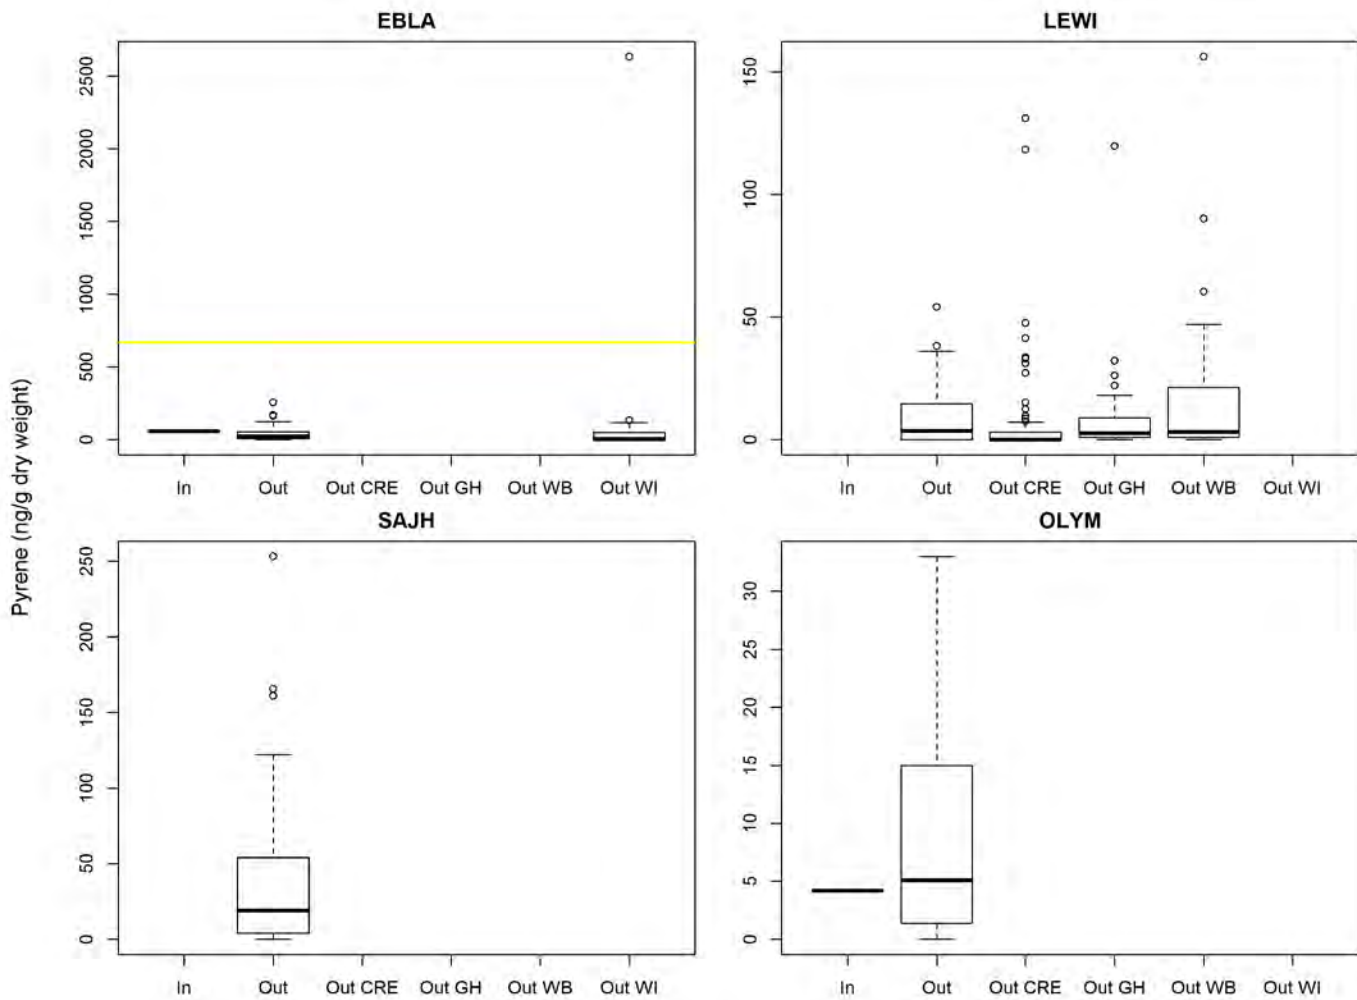 EBLA
2500
2000
1500
1000
500
0
In Out Out CRE Out GH Out WB Out WI
LEWI
150
100
50
0
In Out Out CRE Out GH Out WB Out WI
Pyrene (ng/g dry weight)
SAJH
250
200
150
100
50
0
In Out Out CRE Out GH Out WB Out WI
OLYM
30
25
20
15
10
5
0
In Out Out CRE Out GH Out WB Out WI